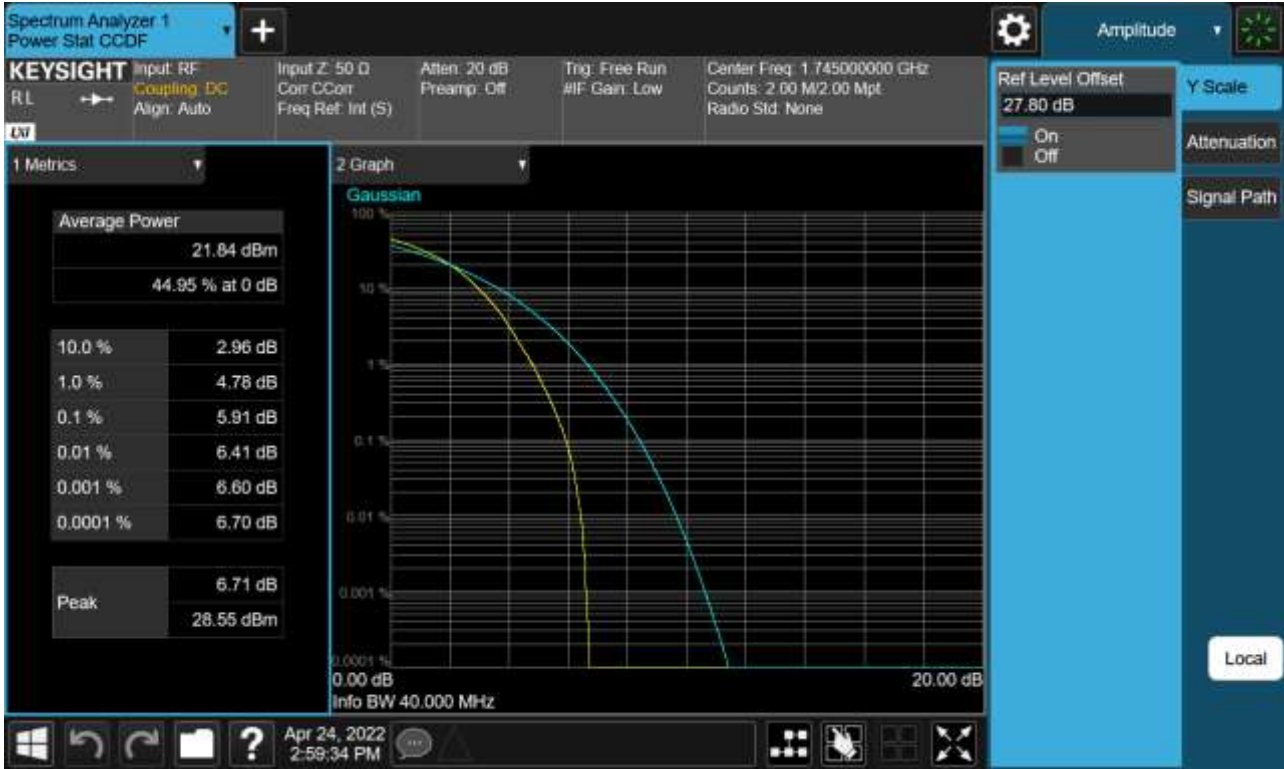 Spectrum Analyzer 1
Power Stat CCDF
+
Amplitude
KEYSIGHT
RL
LXI
Input: RF
Coupling: DC
Align: Auto
Input Z: 50 Ω
Corr CCorr
Freq Ref: Int (S)
Atten: 20 dB
Preamp: Off
Trig: Free Run
#IF Gain: Low
Center Freq: 1.745000000 GHz
Counts: 2.00 M/2.00 Mpt
Radio Std: None
Ref Level Offset
27.80 dB
On
Off
Y Scale
Attenuation
Signal Path
1 Metrics
Average Power
21.84 dBm
44.95 % at 0 dB
10.0 % 2.96 dB
1.0 % 4.78 dB
0.1 % 5.91 dB
0.01 % 6.41 dB
0.001 % 6.60 dB
0.0001 % 6.70 dB
Peak
6.71 dB
28.55 dBm
2 Graph
Gaussian
100 %
10 %
1 %
0.1 %
0.01 %
0.001 %
0.0001 %
0.00 dB 20.00 dB
Info BW 40.000 MHz
Local
?
Apr 24, 2022
2:59:34 PM